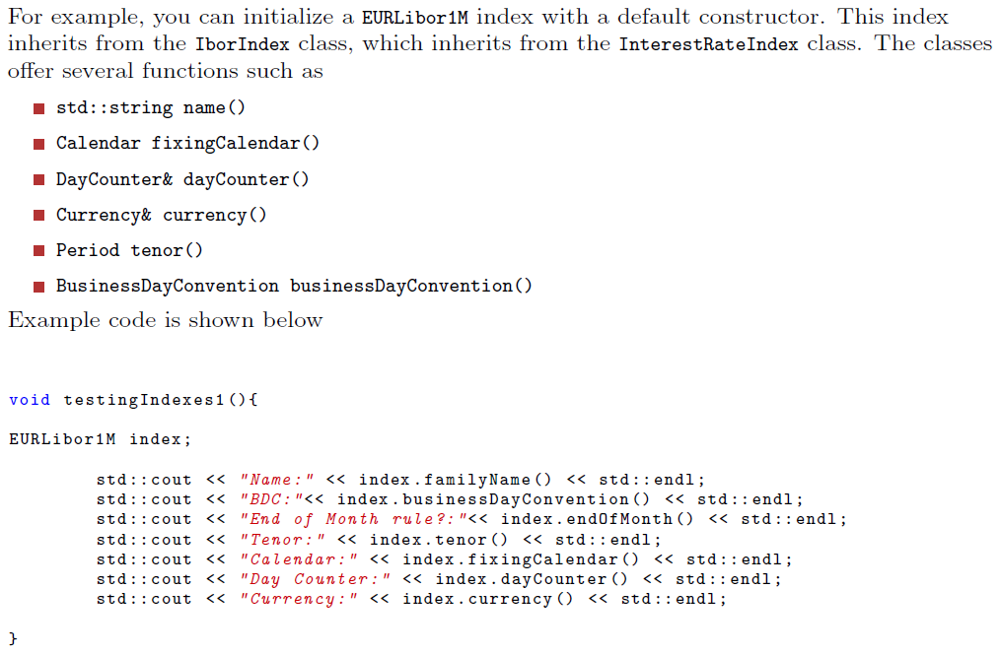 For example, you can initialize a EURLibor1M index with a default constructor. This index
inherits from the IborIndex class, which inherits from the InterestRateIndex class. The classes
offer several functions such as
std::string name()
Calendar fixingCalendar()
DayCounter& dayCounter()
Currency& currency()
Period tenor()
BusinessDayConvention businessDayConvention()
Example code is shown below
void testingIndexes1(){
EURLibor1M index;
std::cout << "Name:" << index.familyName() << std::endl;
std::cout << "BDC:"<< index.businessDayConvention() << std::endl;
std::cout << "End of Month rule?:"<< index.endOfMonth() << std::endl;
std::cout << "Tenor:" << index.tenor() << std::endl;
std::cout << "Calendar:" << index.fixingCalendar() << std::endl;
std::cout << "Day Counter:" << index.dayCounter() << std::endl;
std::cout << "Currency:" << index.currency() << std::endl;
}